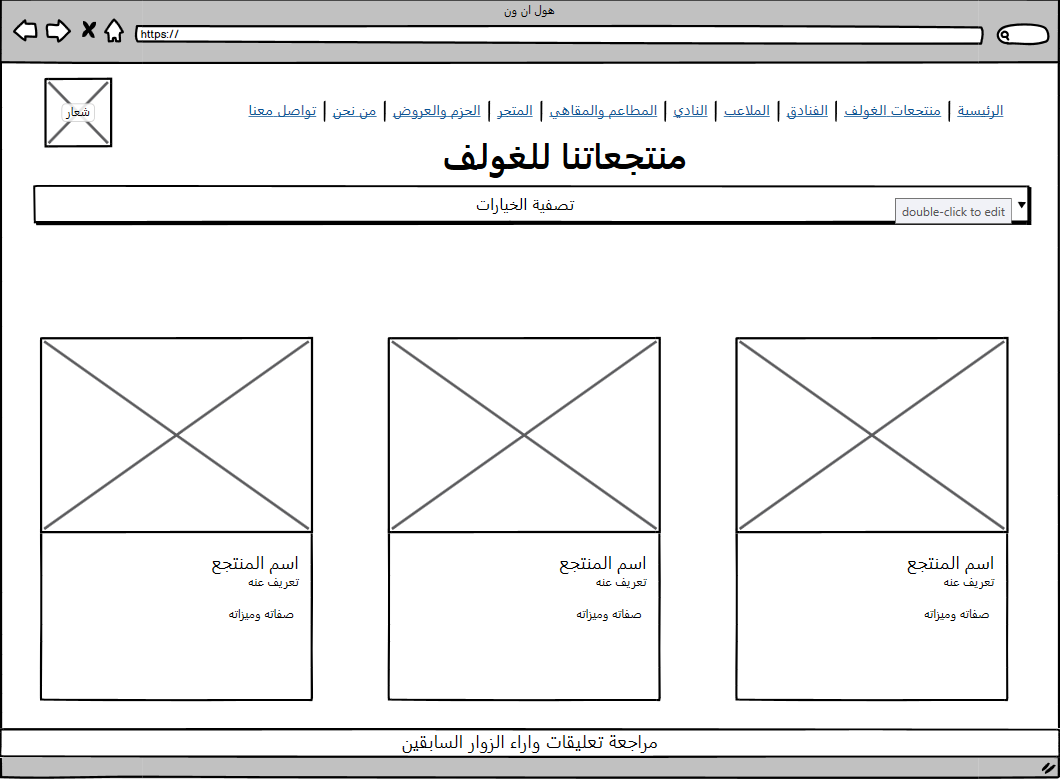 هول ان ون
https://
شعار
الرئيسية | منتجعات الغولف | الفنادق | الملاعب | النادي | المطاعم والمقاهي | المتجر | الحزم والعروض | من نحن | تواصل معنا
منتجعاتنا للغولف
تصفية الخيارات
double-click to edit
اسم المنتجع
تعريف عنه
صفاته وميزاته
اسم المنتجع
تعريف عنه
صفاته وميزاته
اسم المنتجع
تعريف عنه
صفاته وميزاته
مراجعة تعليقات واراء الزوار السابقين